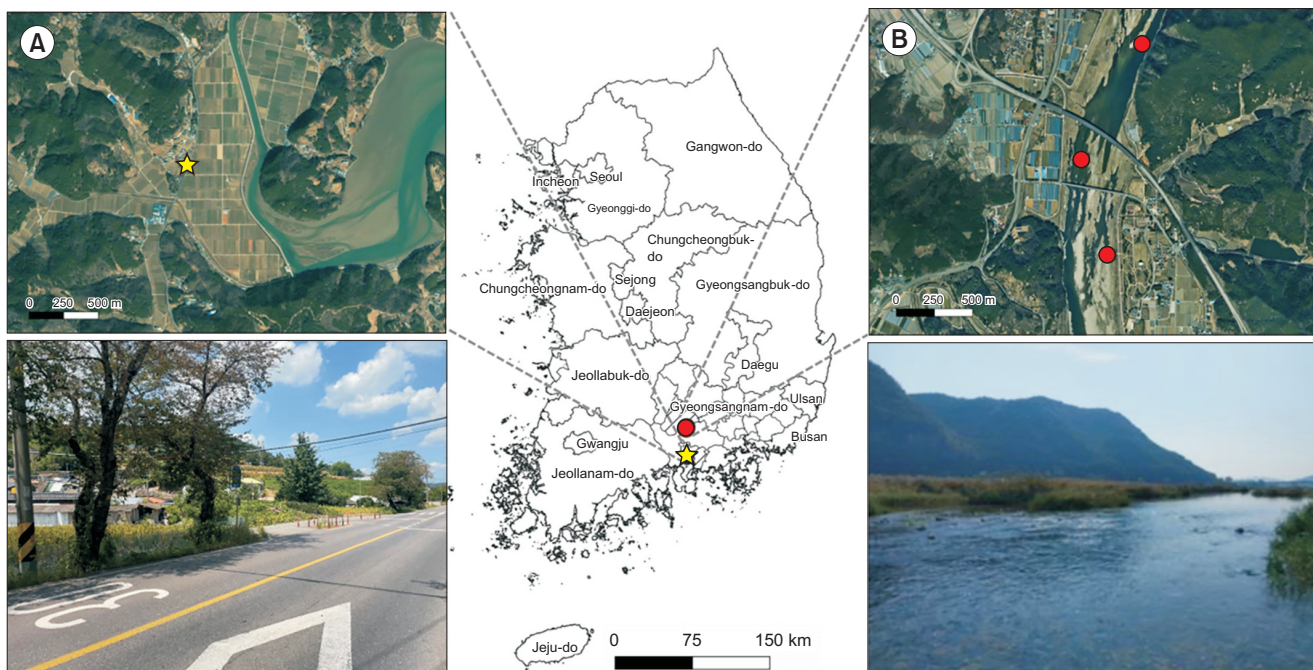 A
0 250 500 m
B
0 250 500 m
Gangwon-do
Incheon
Seoul
Gyeonggi-do
Chungcheongbuk-
do
Sejong
Chungcheongnam-do
Gyeongsangbuk-do
Daejeon
Daegu
Jeollabuk-do
Ulsan
Gyeongsangnam-do
Busan
Gwangju
Jeollanam-do
Jeju-do
0 75 150 km
30